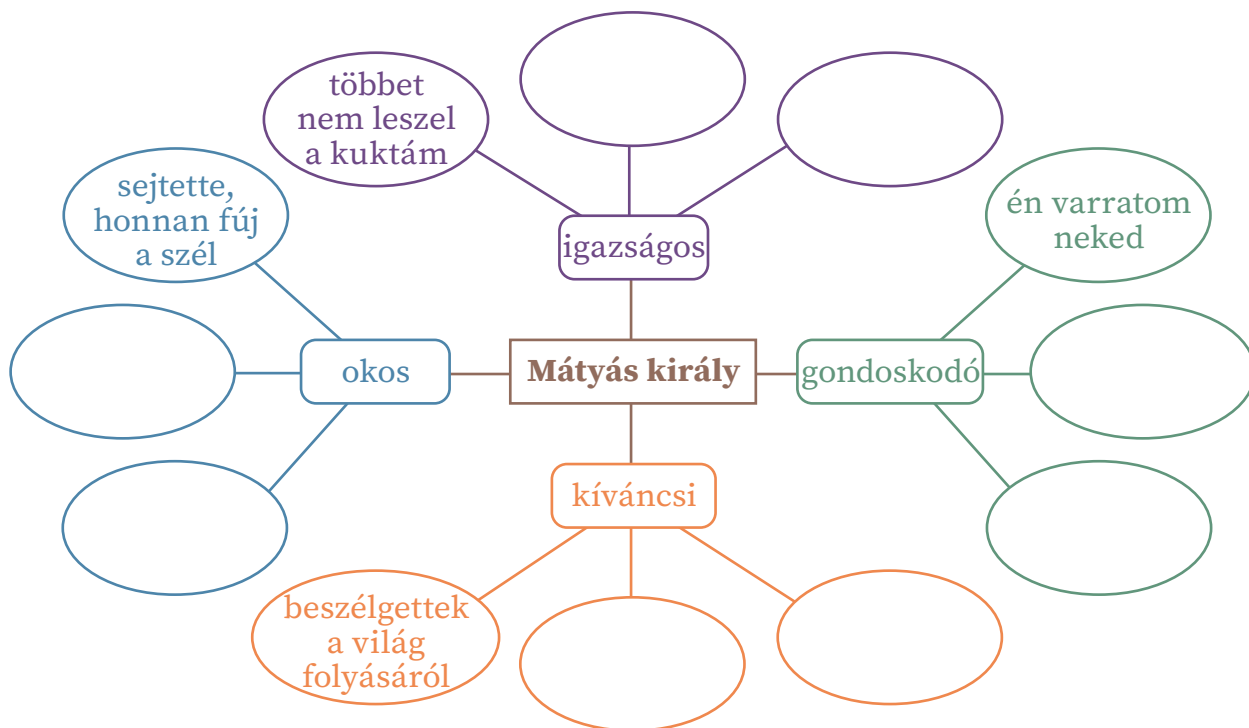 többet
nem leszel
a kuktám
sejtette,
honnan fúj
a szél
én varratom
neked
igazságos
okos
Mátyás király
gondoskodó
kíváncsi
beszélgettek
a világ
folyásáról